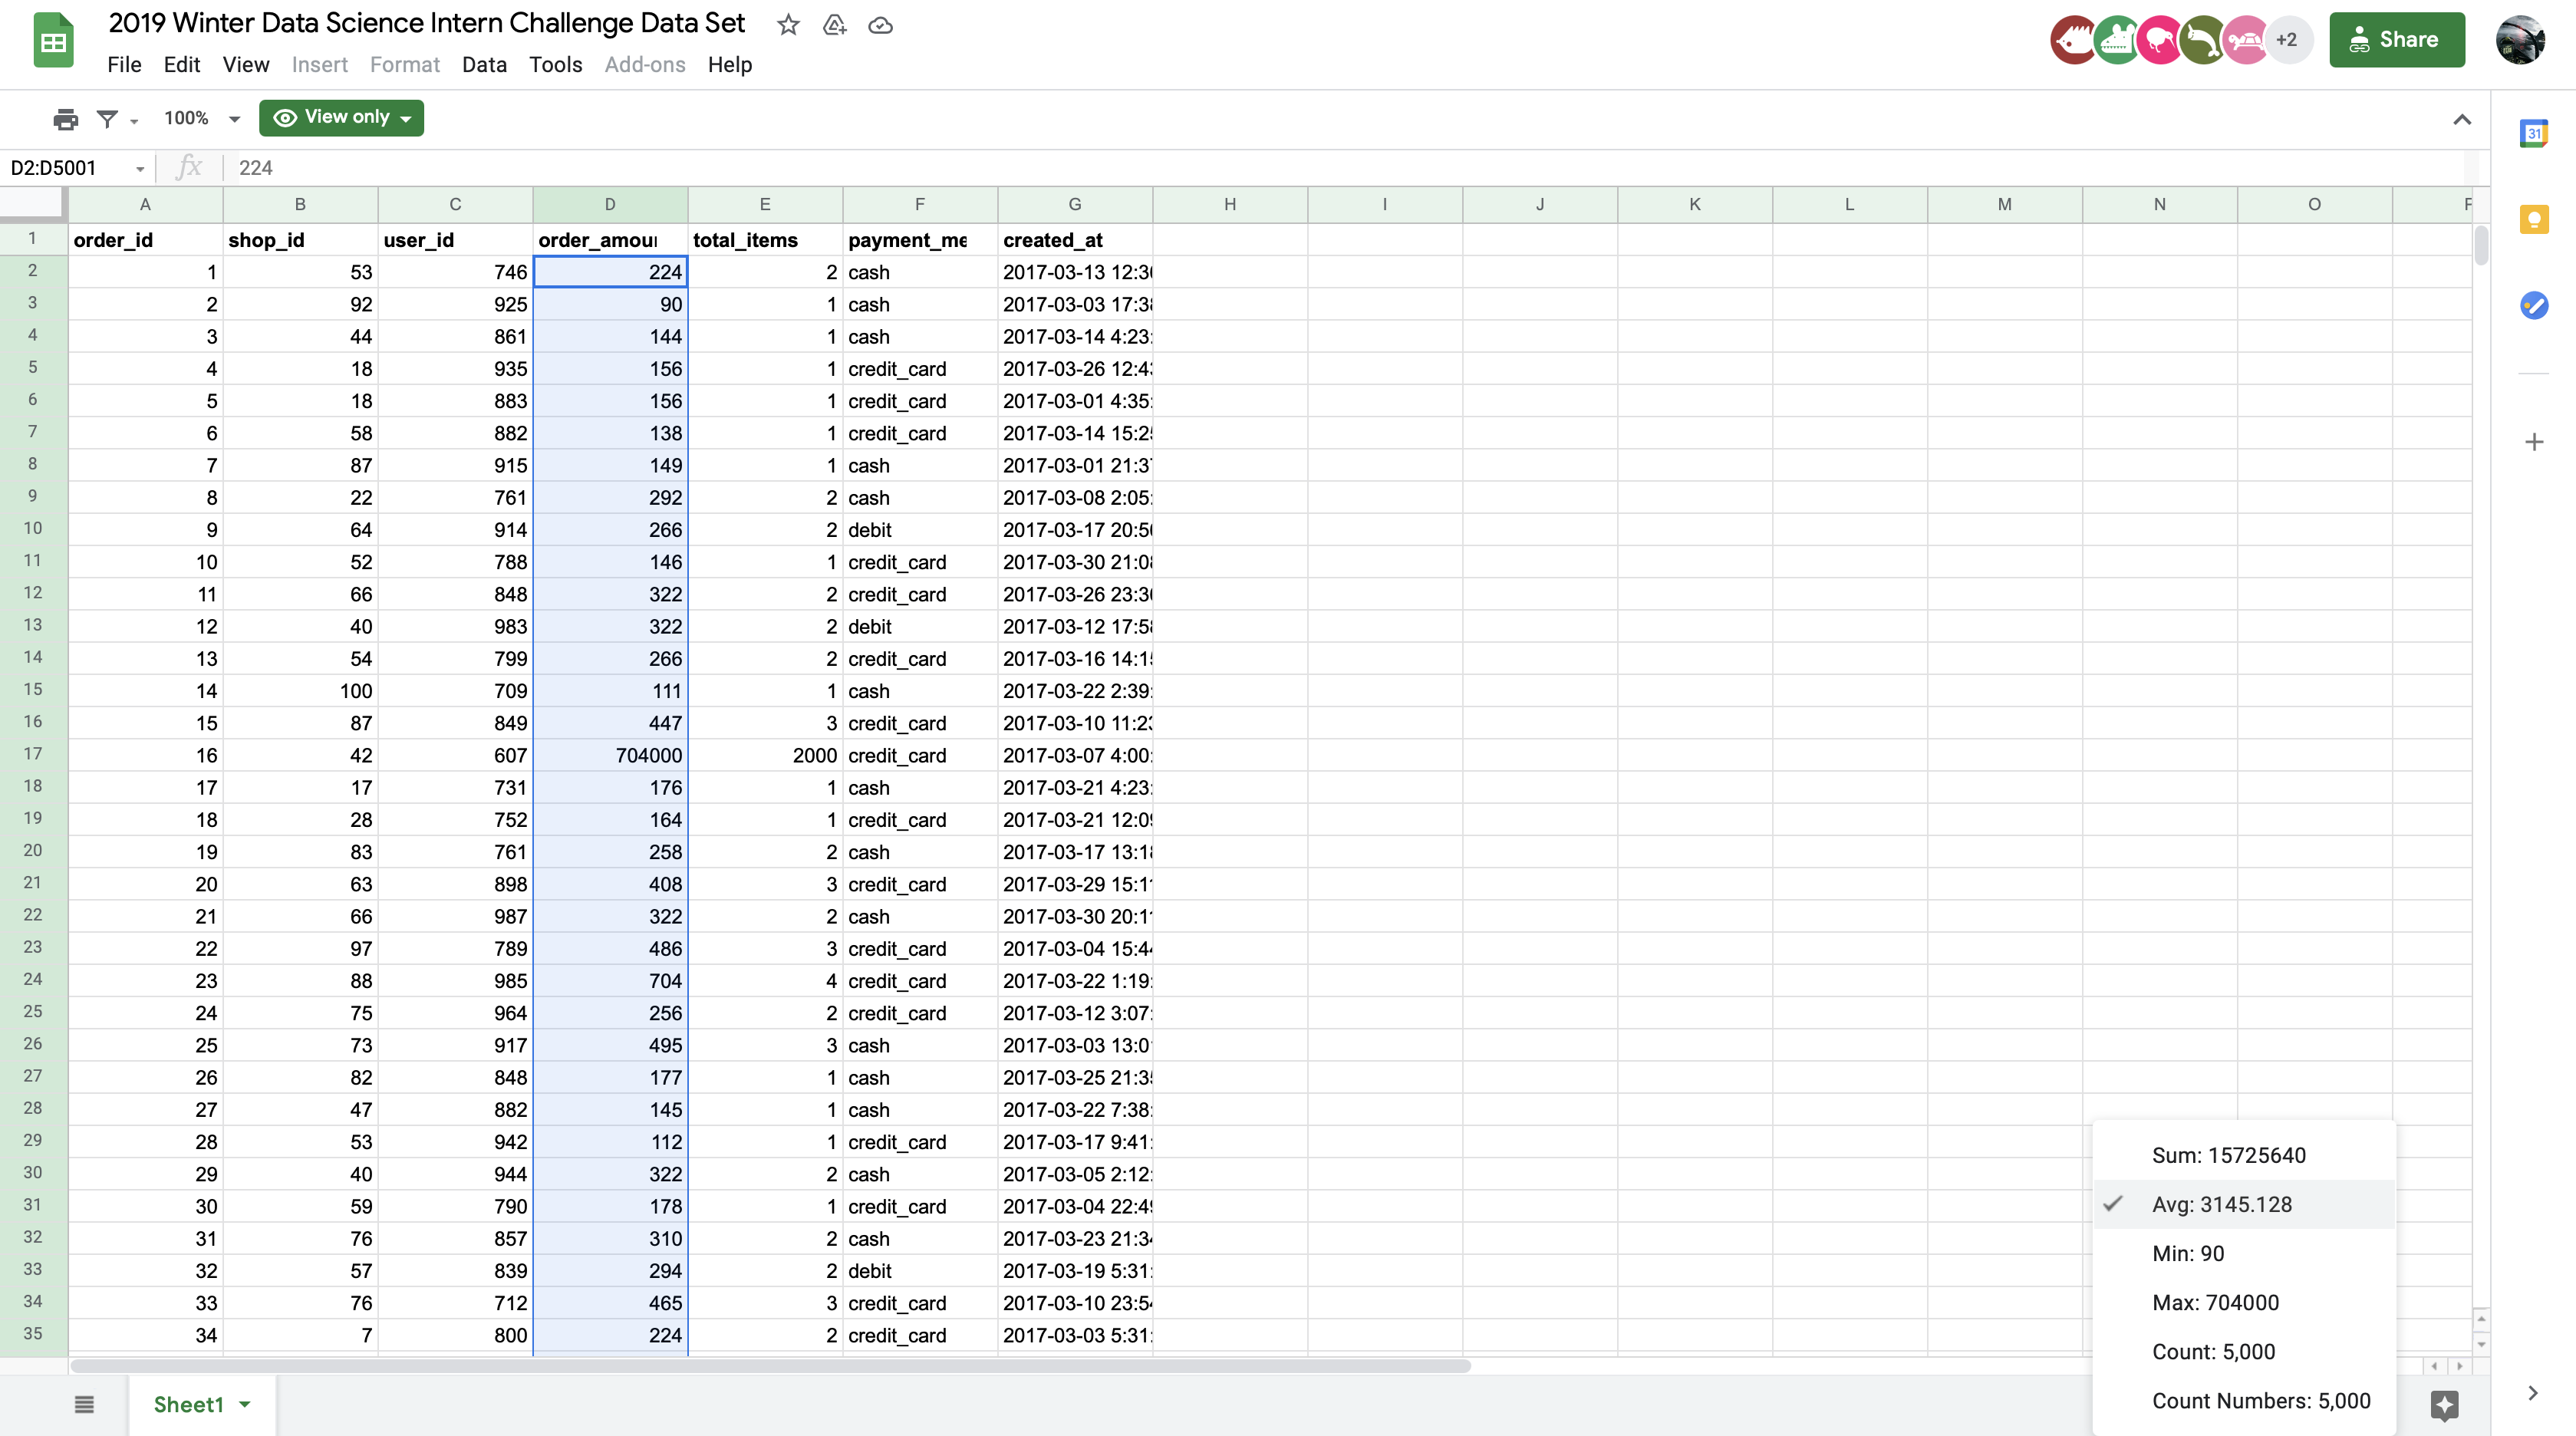 2019 Winter Data Science Intern Challenge Data Set
File Edit View Insert Format Data Tools Add-ons Help
+2
Share
100% View only
31
D2:D5001 fx 224
A B C D E F G H I J K L M N O
1 order_id shop_id user_id order_amou total_items payment_me created_at
2 1 53 746 224 2 cash 2017-03-13 12:3
3 2 92 925 90 1 cash 2017-03-03 17:3
4 3 44 861 144 1 cash 2017-03-14 4:23:
5 4 18 935 156 1 credit_card 2017-03-26 12:4
6 5 18 883 156 1 credit_card 2017-03-01 4:35:
7 6 58 882 138 1 credit_card 2017-03-14 15:2
8 7 87 915 149 1 cash 2017-03-01 21:3
9 8 22 761 292 2 cash 2017-03-08 2:05:
10 9 64 914 266 2 debit 2017-03-17 20:5
11 10 52 788 146 1 credit_card 2017-03-30 21:0
12 11 66 848 322 2 credit_card 2017-03-26 23:3
13 12 40 983 322 2 debit 2017-03-12 17:5
14 13 54 799 266 2 credit_card 2017-03-16 14:1
15 14 100 709 111 1 cash 2017-03-22 2:39:
16 15 87 849 447 3 credit_card 2017-03-10 11:2
17 16 42 607 704000 2000 credit_card 2017-03-07 4:00:
18 17 17 731 176 1 cash 2017-03-21 4:23:
19 18 28 752 164 1 credit_card 2017-03-21 12:0
20 19 83 761 258 2 cash 2017-03-17 13:1
21 20 63 898 408 3 credit_card 2017-03-29 15:1
22 21 66 987 322 2 cash 2017-03-30 20:1
23 22 97 789 486 3 credit_card 2017-03-04 15:4
24 23 88 985 704 4 credit_card 2017-03-22 1:19:
25 24 75 964 256 2 credit_card 2017-03-12 3:07:
26 25 73 917 495 3 cash 2017-03-03 13:0
27 26 82 848 177 1 cash 2017-03-25 21:3
28 27 47 882 145 1 cash 2017-03-22 7:38:
29 28 53 942 112 1 credit_card 2017-03-17 9:41:
30 29 40 944 322 2 cash 2017-03-05 2:12:
31 30 59 790 178 1 credit_card 2017-03-04 22:4
32 31 76 857 310 2 cash 2017-03-23 21:3
33 32 57 839 294 2 debit 2017-03-19 5:31:
34 33 76 712 465 3 credit_card 2017-03-10 23:5
35 34 7 800 224 2 credit_card 2017-03-03 5:31:
Sum: 15725640
Avg: 3145.128
Min: 90
Max: 704000
Count: 5,000
Count Numbers: 5,000
Sheet1